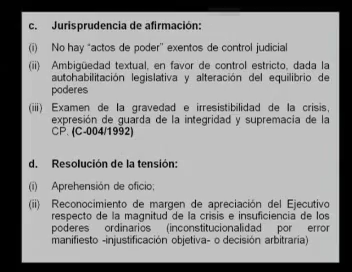 c. Jurisprudencia de afirmación:
(i) No hay "actos de poder" exentos de control judicial
(ii) Ambigüedad textual, en favor de control estricto, dada la
autohabilitación legislativa y alteración del equilibrio de
poderes
(iii) Examen de la gravedad e irresistibilidad de la crisis,
expresión de guarda de la integridad y supremacía de la
CP. (C-004/1992)
d. Resolución de la tensión:
(i) Aprehensión de oficio;
(ii) Reconocimiento de margen de apreciación del Ejecutivo
respecto de la magnitud de la crisis e insuficiencia de los
poderes ordinarios (inconstitucionalidad por error
manifiesto -injustificación objetiva- o decisión arbitraria)